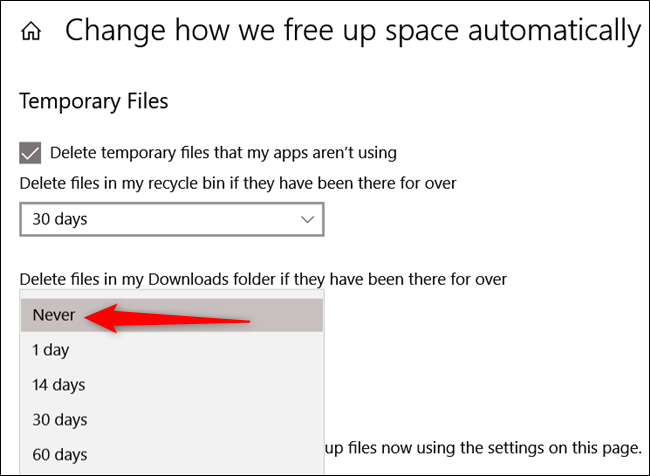 Change how we free up space automatically
Temporary Files
Delete temporary files that my apps aren't using
Delete files in my recycle bin if they have been there for over
30 days
Delete files in my Downloads folder if they have been there for over
Never
1 day
14 days
30 days
60 days
up files now using the settings on this page.